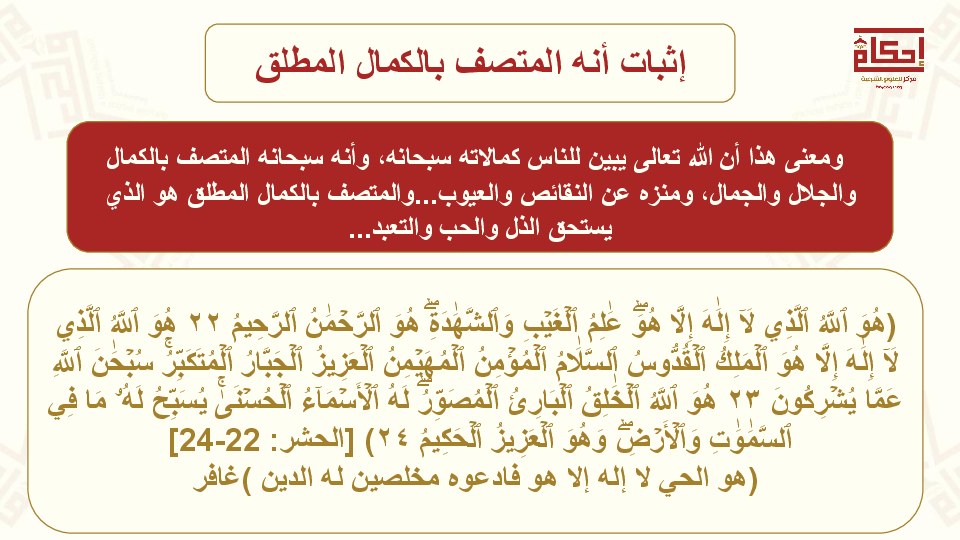 إحكام
مركز للعلوم الشرعية
إثبات أنه المتصف بالكمال المطلق
ومعنى هذا أن الله تعالى يبين للناس كمالاته سبحانه، وأنه سبحانه المتصف بالكمال
والجلال والجمال، ومنزه عن النقائص والعيوب...والمتصف بالكمال المطلق هو الذي
يستحق الذل والحب والتعبد...
(هُوَ ٱللَّهُ ٱلَّذِي لَآ إِلَٰهَ إِلَّا هُوَۖ عَٰلِمُ ٱلۡغَيۡبِ وَٱلشَّهَٰدَةِۖ هُوَ ٱلرَّحۡمَٰنُ ٱلرَّحِيمُ ٢٢ هُوَ ٱللَّهُ ٱلَّذِي
لَآ إِلَٰهَ إِلَّا هُوَ ٱلۡمَلِكُ ٱلۡقُدُّوسُ ٱلسَّلَٰمُ ٱلۡمُؤۡمِنُ ٱلۡمُهَيۡمِنُ ٱلۡعَزِيزُ ٱلۡجَبَّارُ ٱلۡمُتَكَبِّرُۚ سُبۡحَٰنَ ٱللَّهِ
عَمَّا يُشۡرِكُونَ ٢٣ هُوَ ٱللَّهُ ٱلۡخَٰلِقُ ٱلۡبَارِئُ ٱلۡمُصَوِّرُۖ لَهُ ٱلۡأَسۡمَآءُ ٱلۡحُسۡنَىٰۚ يُسَبِّحُ لَهُۥ مَا فِي
ٱلسَّمَٰوَٰتِ وَٱلۡأَرۡضِۖ وَهُوَ ٱلۡعَزِيزُ ٱلۡحَكِيمُ ٢٤) [الحشر: 22-24]
(هو الحي لا إله إلا هو فادعوه مخلصين له الدين )غافر